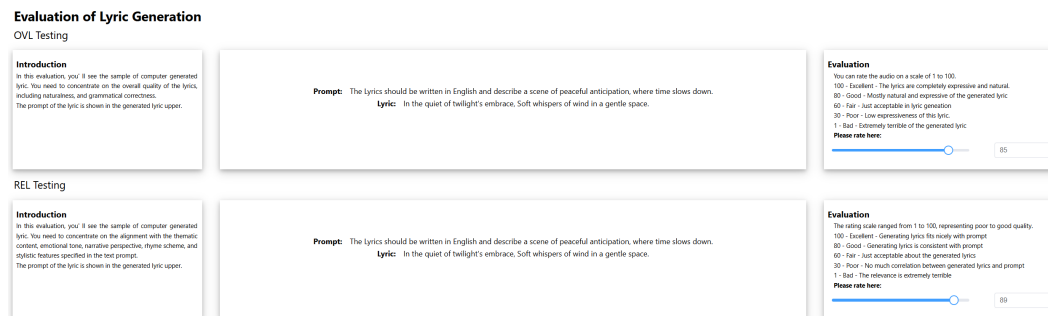 Evaluation of Lyric Generation
OVL Testing
Introduction
In this evaluation, you' ll see the sample of computer generated
lyric. You need to concentrate on the overall quality of the lyrics,
including naturalness, and grammatical correctness.
The prompt of the lyric is shown in the generated lyric upper.
Prompt: The Lyrics should be written in English and describe a scene of peaceful anticipation, where time slows down.
Lyric: In the quiet of twilight's embrace, Soft whispers of wind in a gentle space.
Evaluation
You can rate the audio on a scale of 1 to 100.
100 - Excellent - The lyrics are completely expressive and natural.
80 - Good - Mostly natural and expressive of the generated lyric
60 - Fair - Just acceptable in lyric geneation
30 - Poor - Low expressiveness of this lyric.
1 - Bad - Extremely terrible of the generated lyric
Please rate here:
85
REL Testing
Introduction
In this evaluation, you' ll see the sample of computer generated
lyric. You need to concentrate on the alignment with the thematic
content, emotional tone, narrative perspective, rhyme scheme, and
stylistic features specified in the text prompt.
The prompt of the lyric is shown in the generated lyric upper.
Prompt: The Lyrics should be written in English and describe a scene of peaceful anticipation, where time slows down.
Lyric: In the quiet of twilight's embrace, Soft whispers of wind in a gentle space.
Evaluation
The rating scale ranged from 1 to 100, representing poor to good quality.
100 - Excellent - Generating lyrics fits nicely with prompt
80 - Good - Generating lyrics is consistent with prompt
60 - Fair - Just acceptable about the generated lyrics
30 - Poor - No much correlation between generated lyrics and prompt
1 - Bad - The relevance is extremely terrible
Please rate here:
89